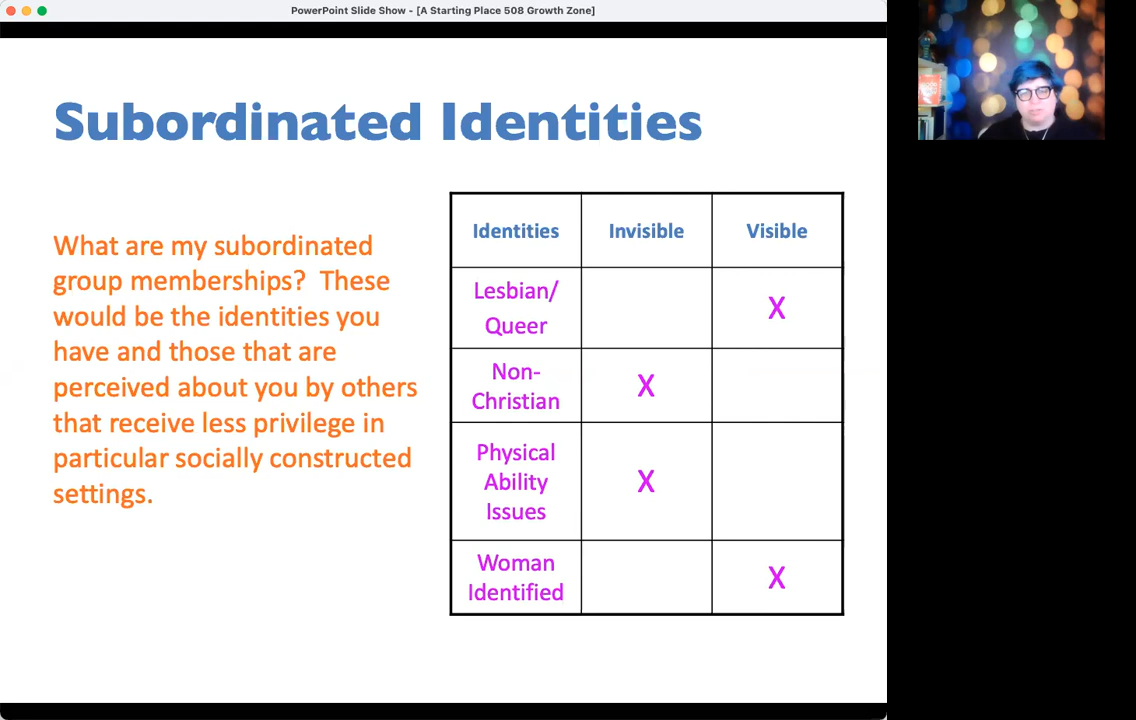 PowerPoint Slide Show - [A Starting Place 508 Growth Zone]
Subordinated Identities
What are my subordinated
group memberships?  These
would be the identities you
have and those that are
perceived about you by others
that receive less privilege in
particular socially constructed
settings.
Identities Invisible Visible
Lesbian/
Queer
X
Non-
Christian
X
Physical
Ability
Issues
X
Woman
Identified
X